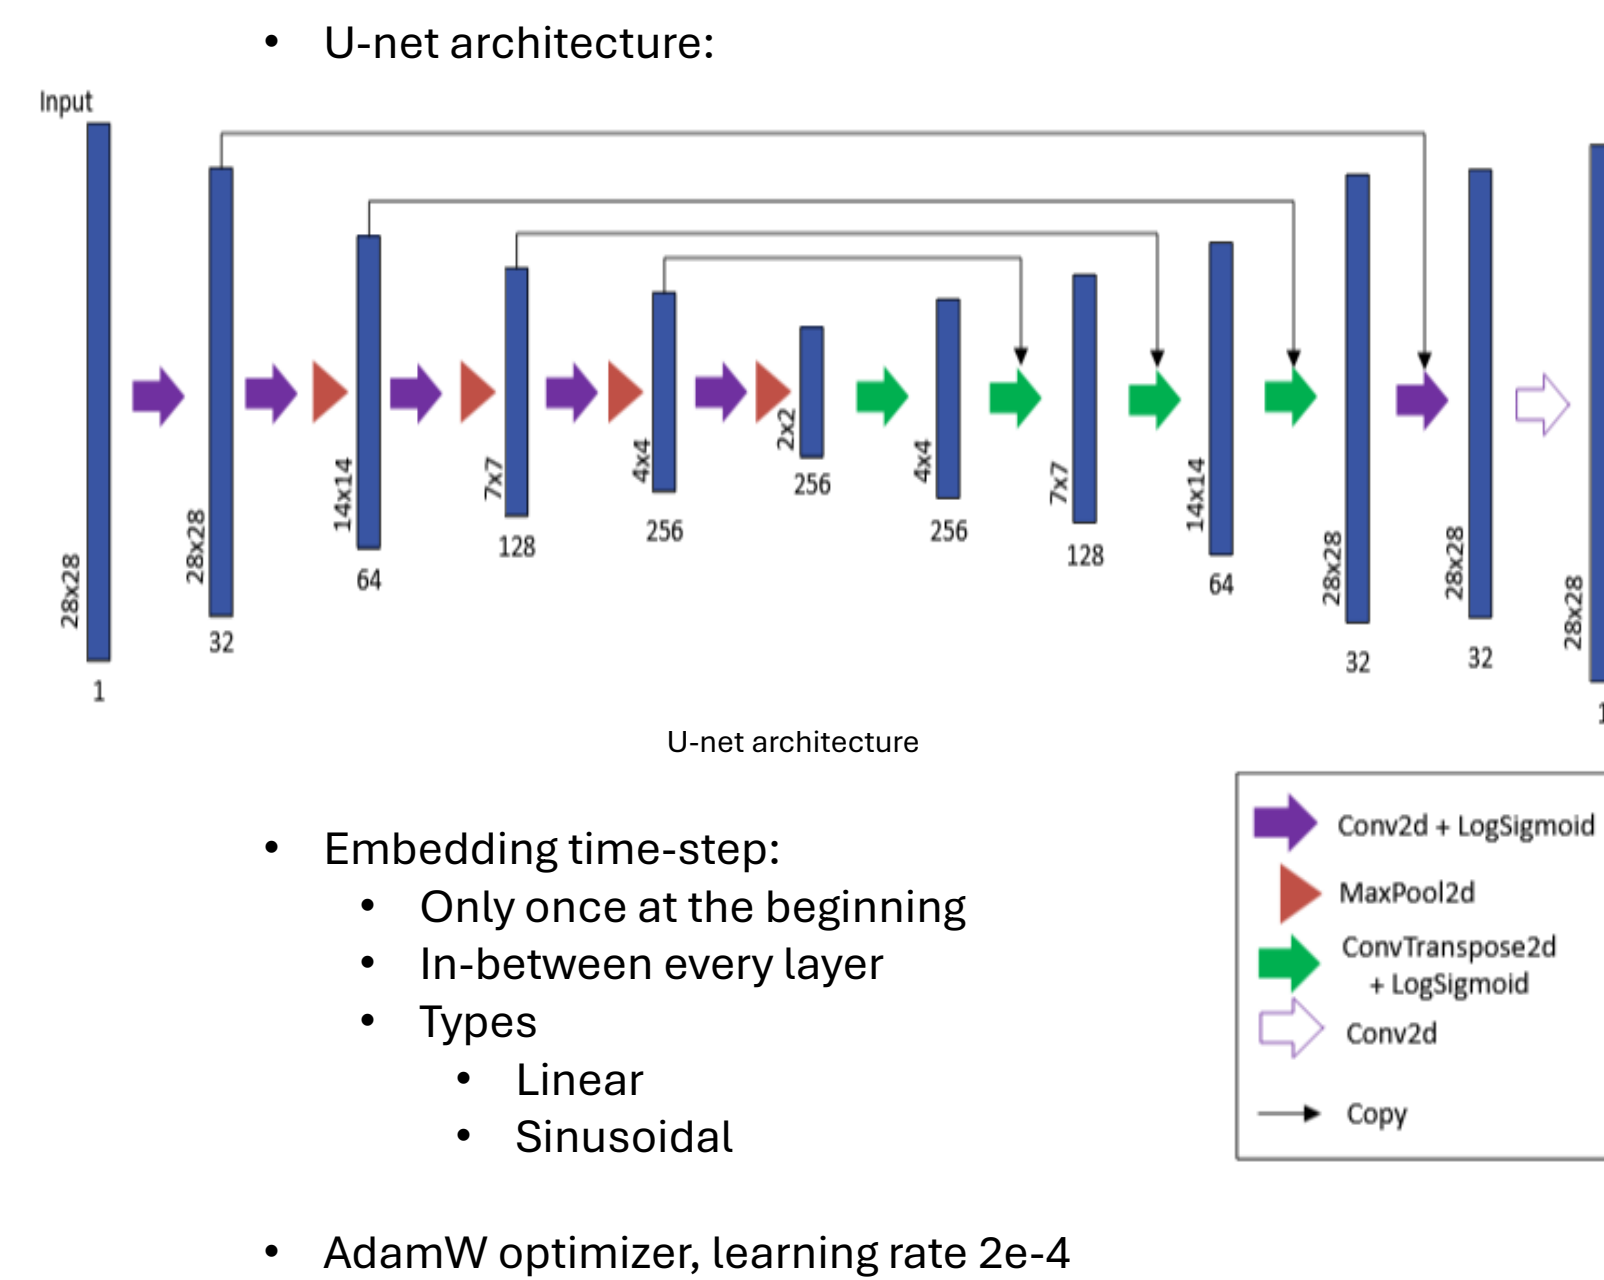 • U-net architecture:
Input
28x28
1
28x28
32
14x14
64
7x7
128
4x4
256
2x2
256
4x4
256
7x7
128
14x14
64
28x28
32
28x28
32
28x28
1
U-net architecture
• Embedding time-step:
• Only once at the beginning
• In-between every layer
• Types
• Linear
• Sinusoidal
• AdamW optimizer, learning rate 2e-4
Conv2d + LogSigmoid
MaxPool2d
ConvTranspose2d
+ LogSigmoid
Conv2d
Copy